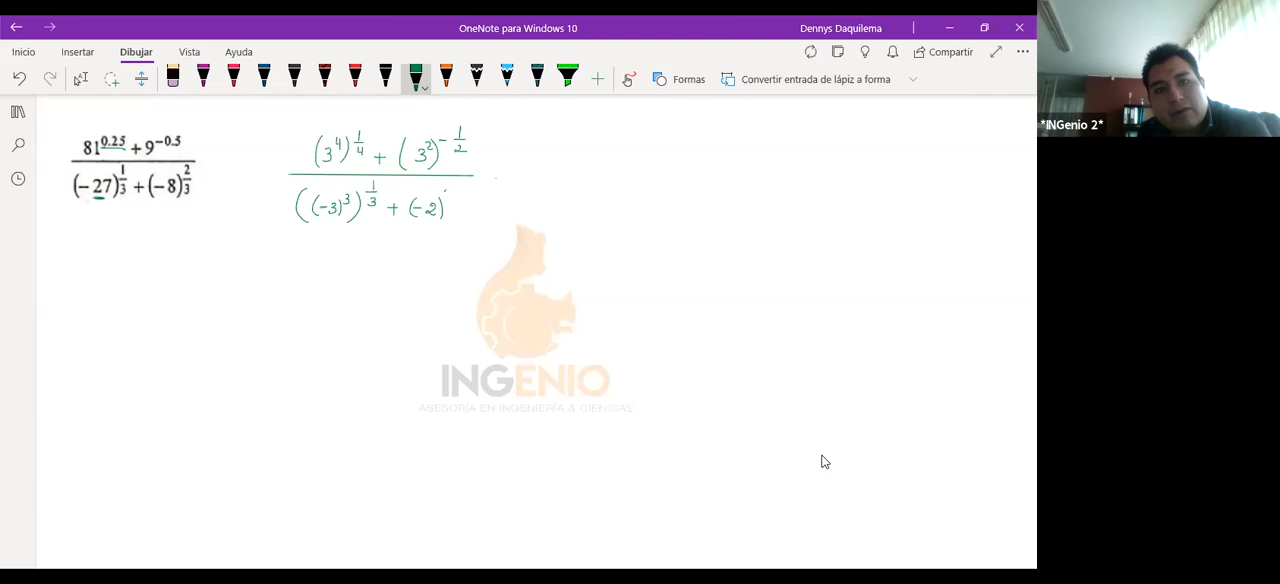 OneNote para Windows 10
Dennys Daquilema
Inicio Insertar Dibujar Vista Ayuda
Compartir
Formas
Convertir entrada de lápiz a forma
*INGenio 2*
81^0.25 + 9^-0.5
(-27)^1/3 + (-8)^2/3
(3^4)^1/4 + (3^2)^-1/2
((-3)^3)^1/3 + (-2)
INGENIO
ASESORÍA EN INGENIERÍA & CIENCIAS